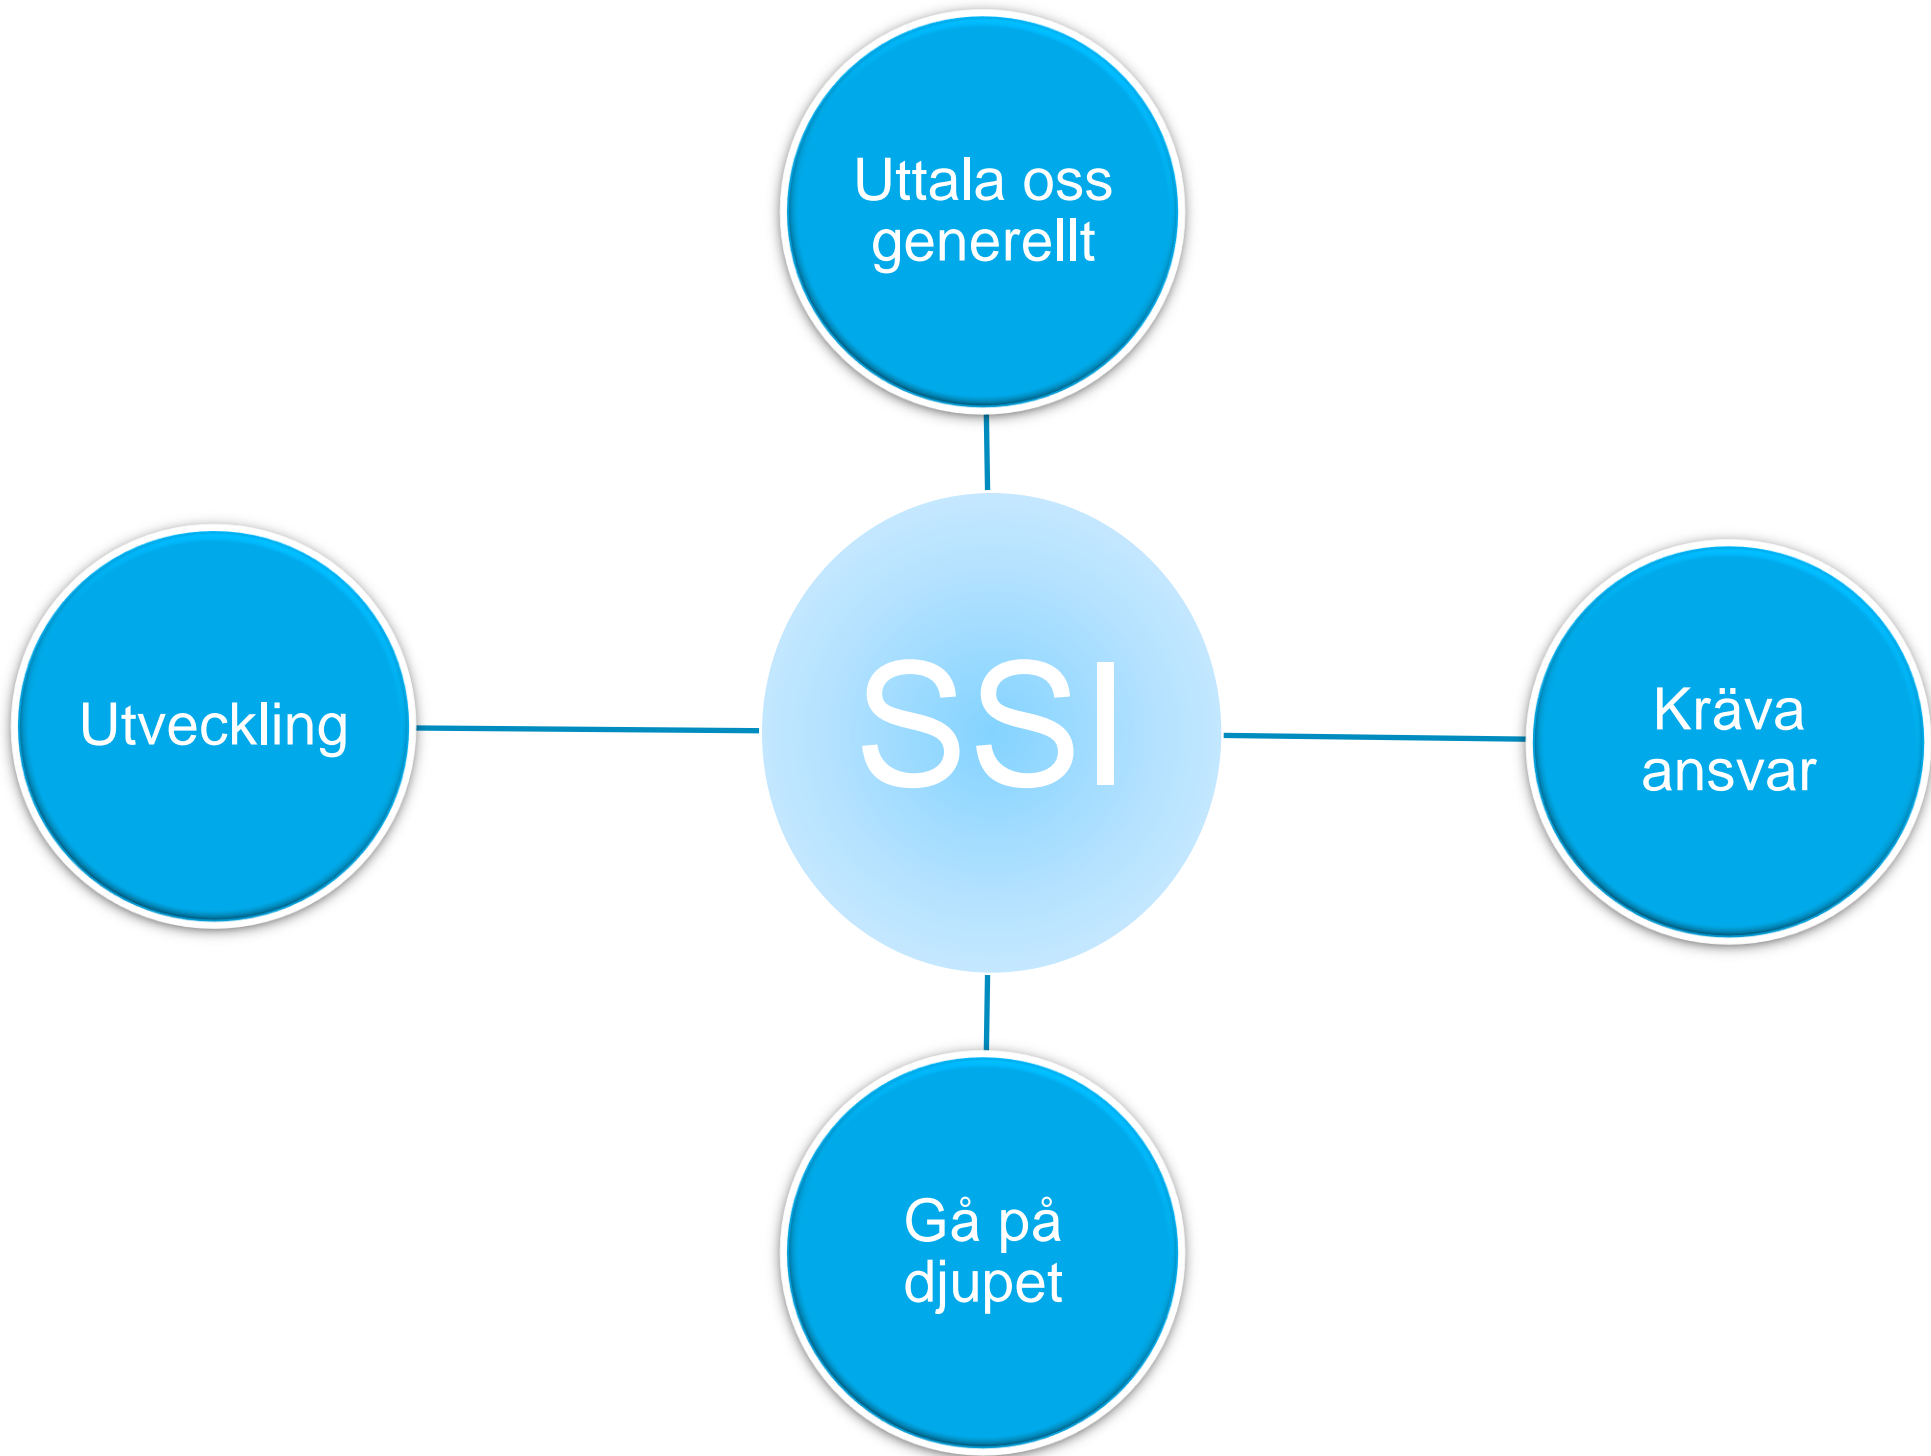 Uttala oss
generellt
Utveckling
SSI
Kräva
ansvar
Gå på
djupet